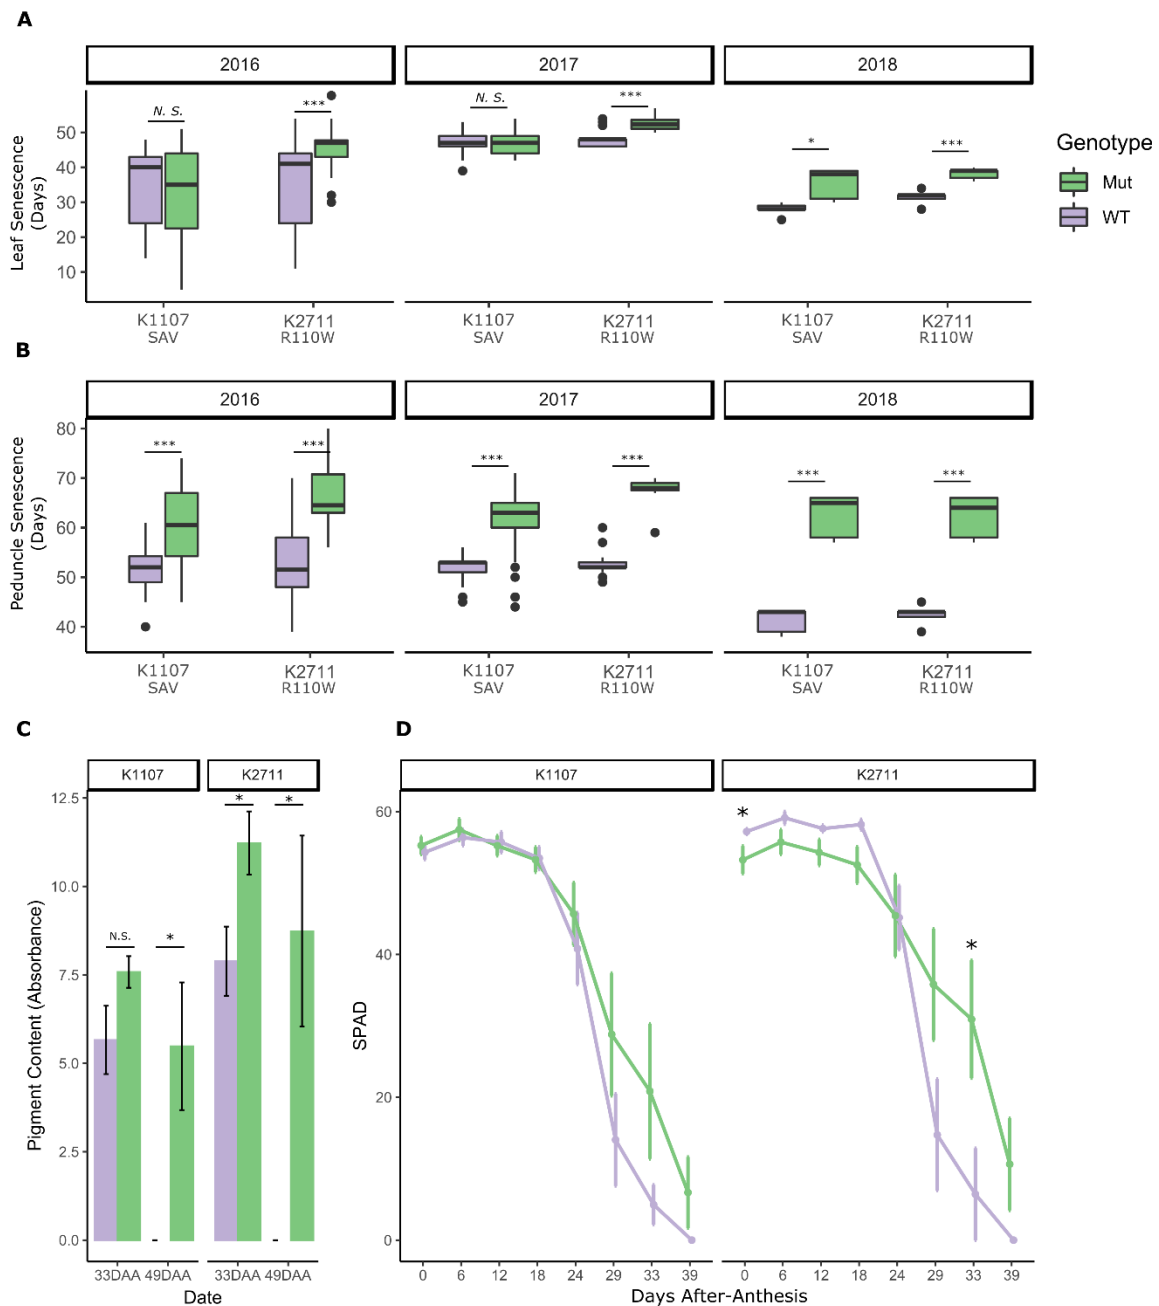 A
2016
2017
2018
Leaf Senescence
(Days)
50
40
30
20
10
N. S.
***
N. S.
***
*
***
Genotype
Mut
WT
K1107
SAV
K2711
R110W
K1107
SAV
K2711
R110W
K1107
SAV
K2711
R110W
B
2016
2017
2018
Peduncle Senescence
(Days)
80
70
60
50
40
***
***
***
***
***
***
K1107
SAV
K2711
R110W
K1107
SAV
K2711
R110W
K1107
SAV
K2711
R110W
C
K1107
K2711
Pigment Content (Absorbance)
12.5
10.0
7.5
5.0
2.5
0.0
N.S.
*
*
*
33DAA 49DAA
33DAA 49DAA
Date
D
K1107
K2711
SPAD
60
40
20
0
*
*
0 6 12 18 24 29 33 39
0 6 12 18 24 29 33 39
Days After-Anthesis